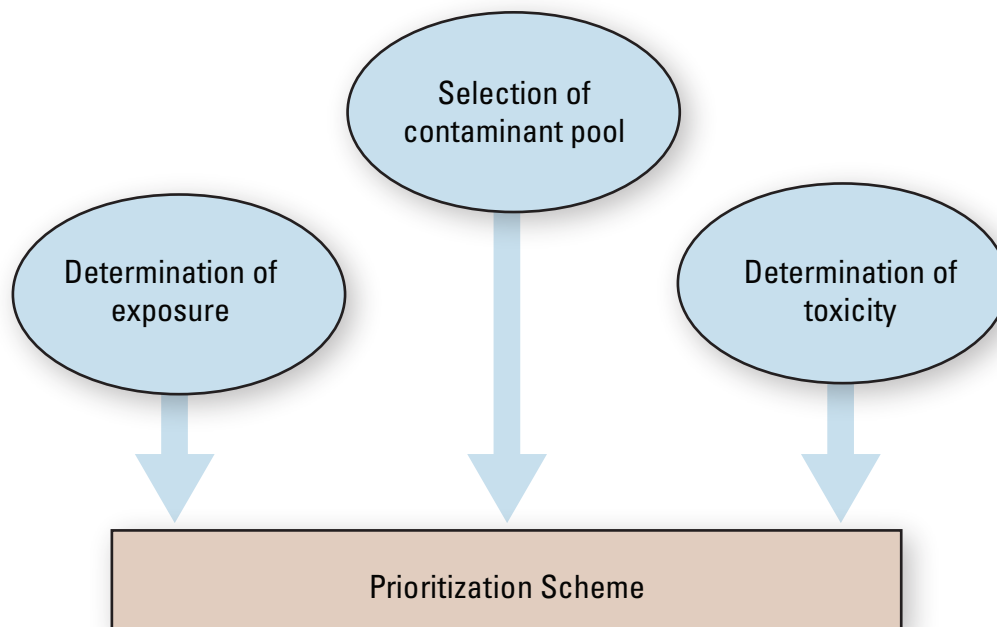 Selection of
contaminant pool
Determination of
exposure
Determination of
toxicity
Prioritization Scheme